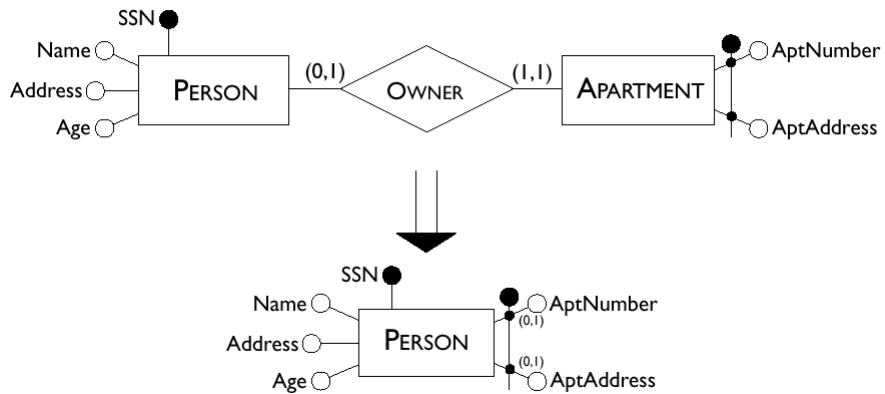 SSN
Name
(0,1)
(1,1)
AptNumber
Address
PERSON
OWNER
APARTMENT
Age
AptAddress
SSN
Name
AptNumber
(0,1)
Address
PERSON
(0,1)
Age
AptAddress